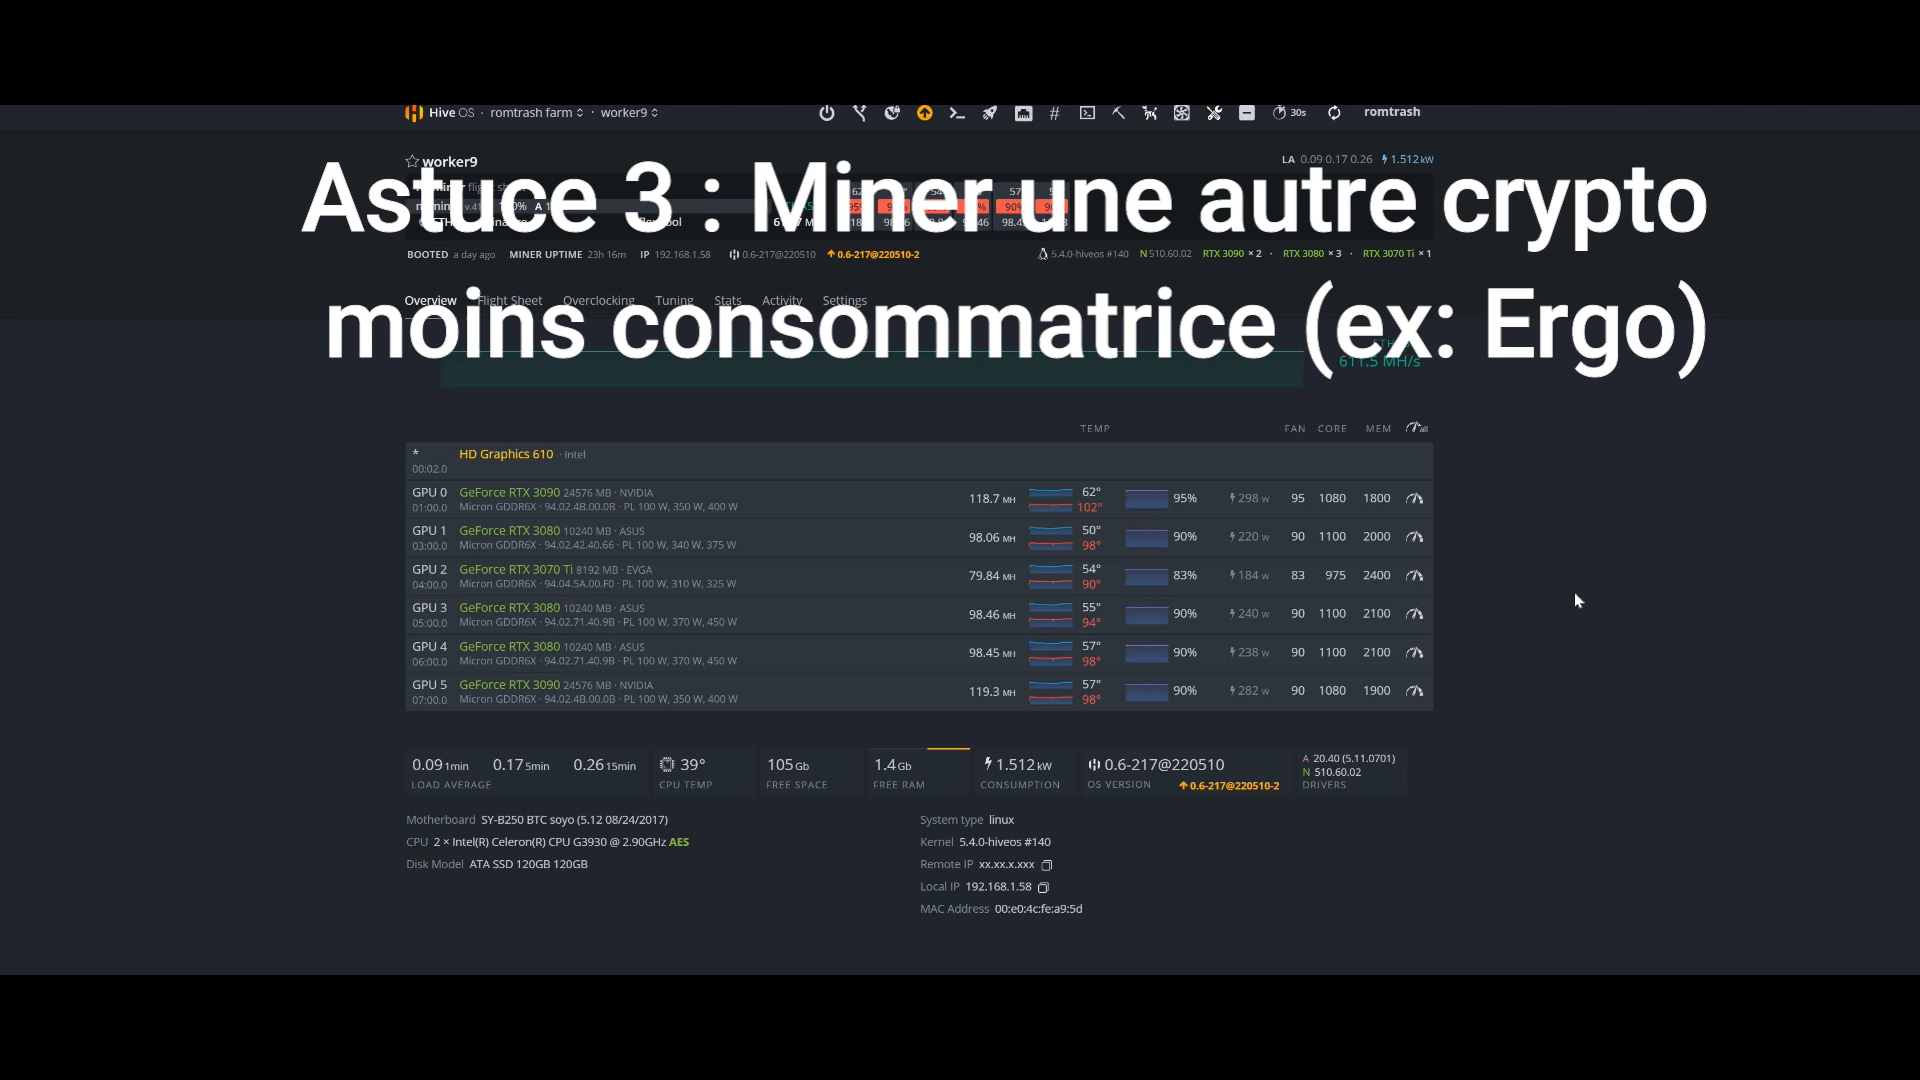 Hive OS · romtrash farm · worker9 # 30s romtrash
worker9 LA 0.09 0.17 0.26 1.512 kW
Astuce 3 : Miner une autre crypto
moins consommatrice (ex: Ergo)
BOOTED a day ago MINER UPTIME 23h 16m IP 192.168.1.58 0.6-217@220510 0.6-217@220510-2 5.4.0-hiveos #140 N 510.60.02 RTX 3090 × 2 · RTX 3080 × 3 · RTX 3070 Ti × 1
Overview Flight Sheet Overclocking Tuning Stats Activity Settings
611.5 MH/s
TEMP FAN CORE MEM all
* HD Graphics 610 · Intel
00:02.0
GPU 0 GeForce RTX 3090 24576 MB · NVIDIA 118.7 MH 62° 95% 298 w 95 1080 1800
01:00.0 Micron GDDR6X · 94.02.4B.00.0B · PL 100 W, 350 W, 400 W 102°
GPU 1 GeForce RTX 3080 10240 MB · ASUS 98.06 MH 50° 90% 220 w 90 1100 2000
03:00.0 Micron GDDR6X · 94.02.42.40.66 · PL 100 W, 340 W, 375 W 98°
GPU 2 GeForce RTX 3070 Ti 8192 MB · EVGA 79.84 MH 54° 83% 184 w 83 975 2400
04:00.0 Micron GDDR6X · 94.04.5A.00.F0 · PL 100 W, 310 W, 325 W 90°
GPU 3 GeForce RTX 3080 10240 MB · ASUS 98.46 MH 55° 90% 240 w 90 1100 2100
05:00.0 Micron GDDR6X · 94.02.71.40.9B · PL 100 W, 370 W, 450 W 94°
GPU 4 GeForce RTX 3080 10240 MB · ASUS 98.45 MH 57° 90% 238 w 90 1100 2100
06:00.0 Micron GDDR6X · 94.02.71.40.9B · PL 100 W, 370 W, 450 W 98°
GPU 5 GeForce RTX 3090 24576 MB · NVIDIA 119.3 MH 57° 90% 282 w 90 1080 1900
07:00.0 Micron GDDR6X · 94.02.4B.00.0B · PL 100 W, 350 W, 400 W 98°
0.09 1min 0.17 5min 0.26 15min 39° 105 Gb 1.4 Gb 1.512 kW 0.6-217@220510 A 20.40 (5.11.0701)
N 510.60.02
LOAD AVERAGE CPU TEMP FREE SPACE FREE RAM CONSUMPTION OS VERSION 0.6-217@220510-2 DRIVERS
Motherboard SY-B250 BTC soyo (5.12 08/24/2017) System type linux
CPU 2 × Intel(R) Celeron(R) CPU G3930 @ 2.90GHz AES Kernel 5.4.0-hiveos #140
Disk Model ATA SSD 120GB 120GB Remote IP xx.xx.x.xxx
Local IP 192.168.1.58
MAC Address 00:e0:4c:fe:a9:5d